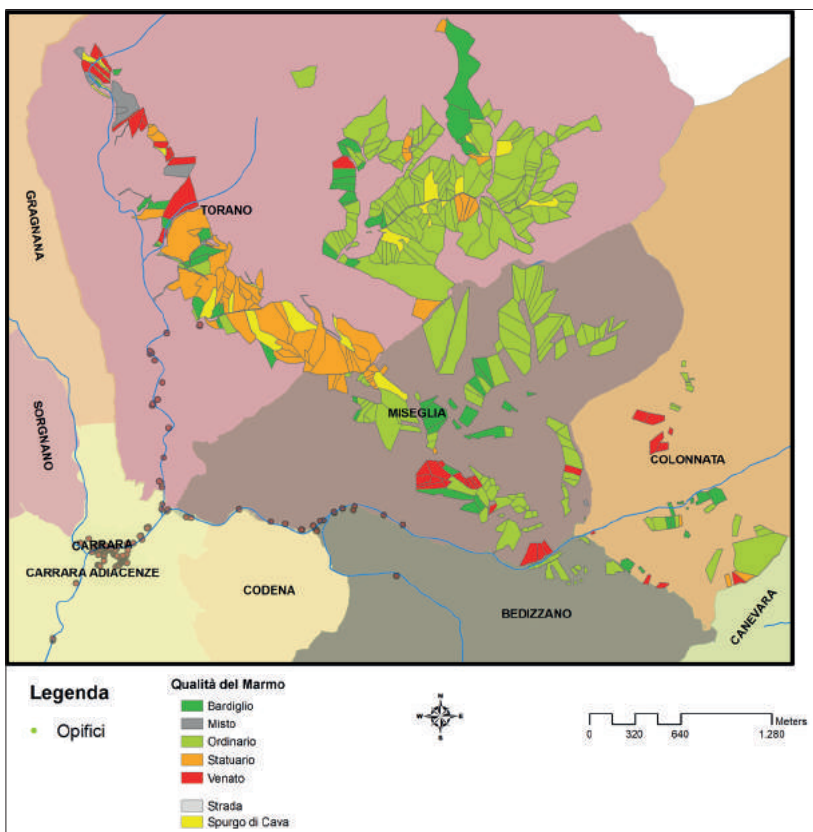 TORANO
GRAGNANA
SORGNANO
MISEGLIA
COLONNATA
CARRARA
CARRARA ADIACENZE
CODENA
BEDIZZANO
CANEVARA
Legenda
Opifici
Qualità del Marmo
Bardiglio
Misto
Ordinario
Statuario
Venato
Strada
Spurgo di Cava
N
W E
S
Meters
0 320 640 1.280